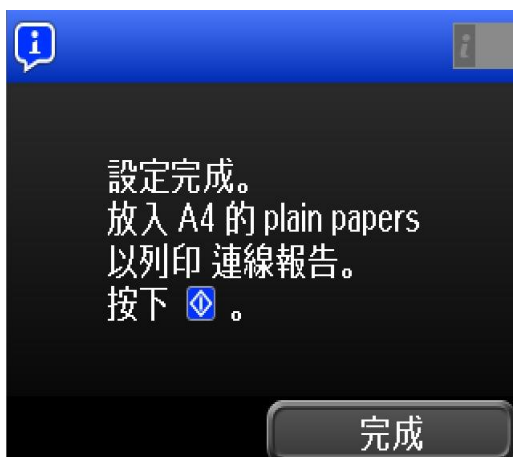 設定完成。
放入 A4 的 plain papers
以列印 連線報告。
按下 。
完成